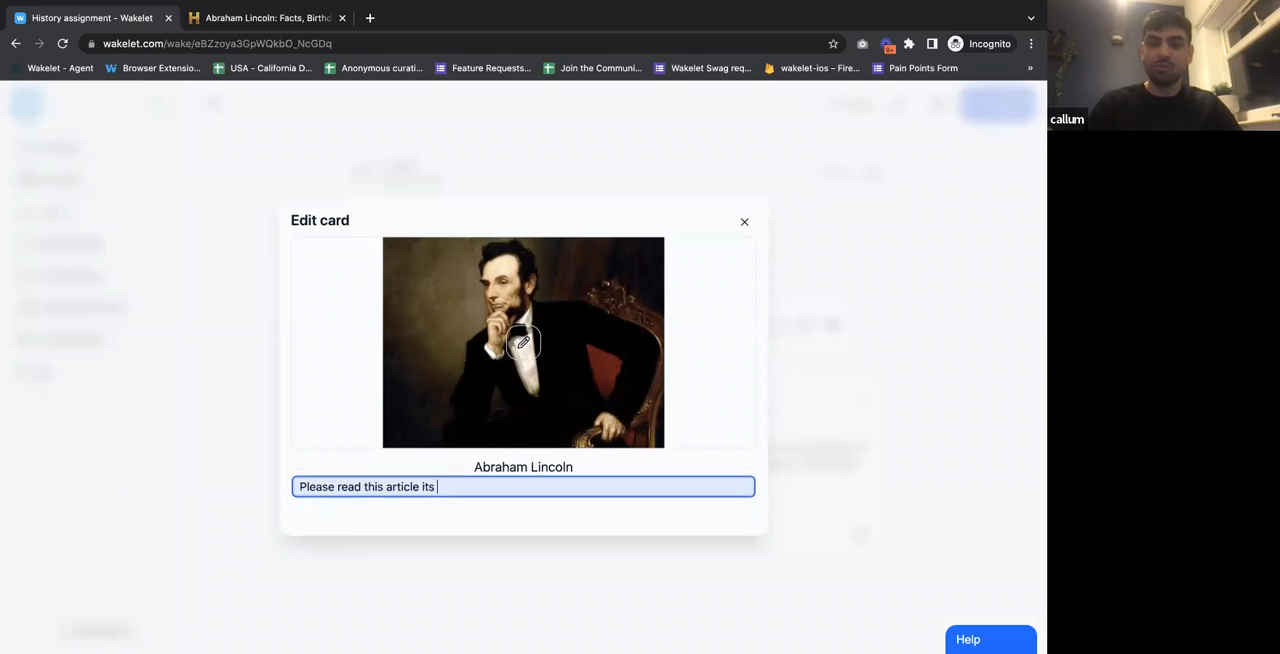 History assignment - Wakelet
Abraham Lincoln: Facts, Birthd
wakelet.com/wake/eBZzoya3GpWQkbO_NcGDq
9+
Incognito
Wakelet - Agent
Browser Extensio...
USA - California D...
Anonymous curati...
Feature Requests...
Join the Communi...
Wakelet Swag req...
wakelet-ios – Fire...
Pain Points Form
»
callum
Edit card
Abraham Lincoln
Please read this article its
Help